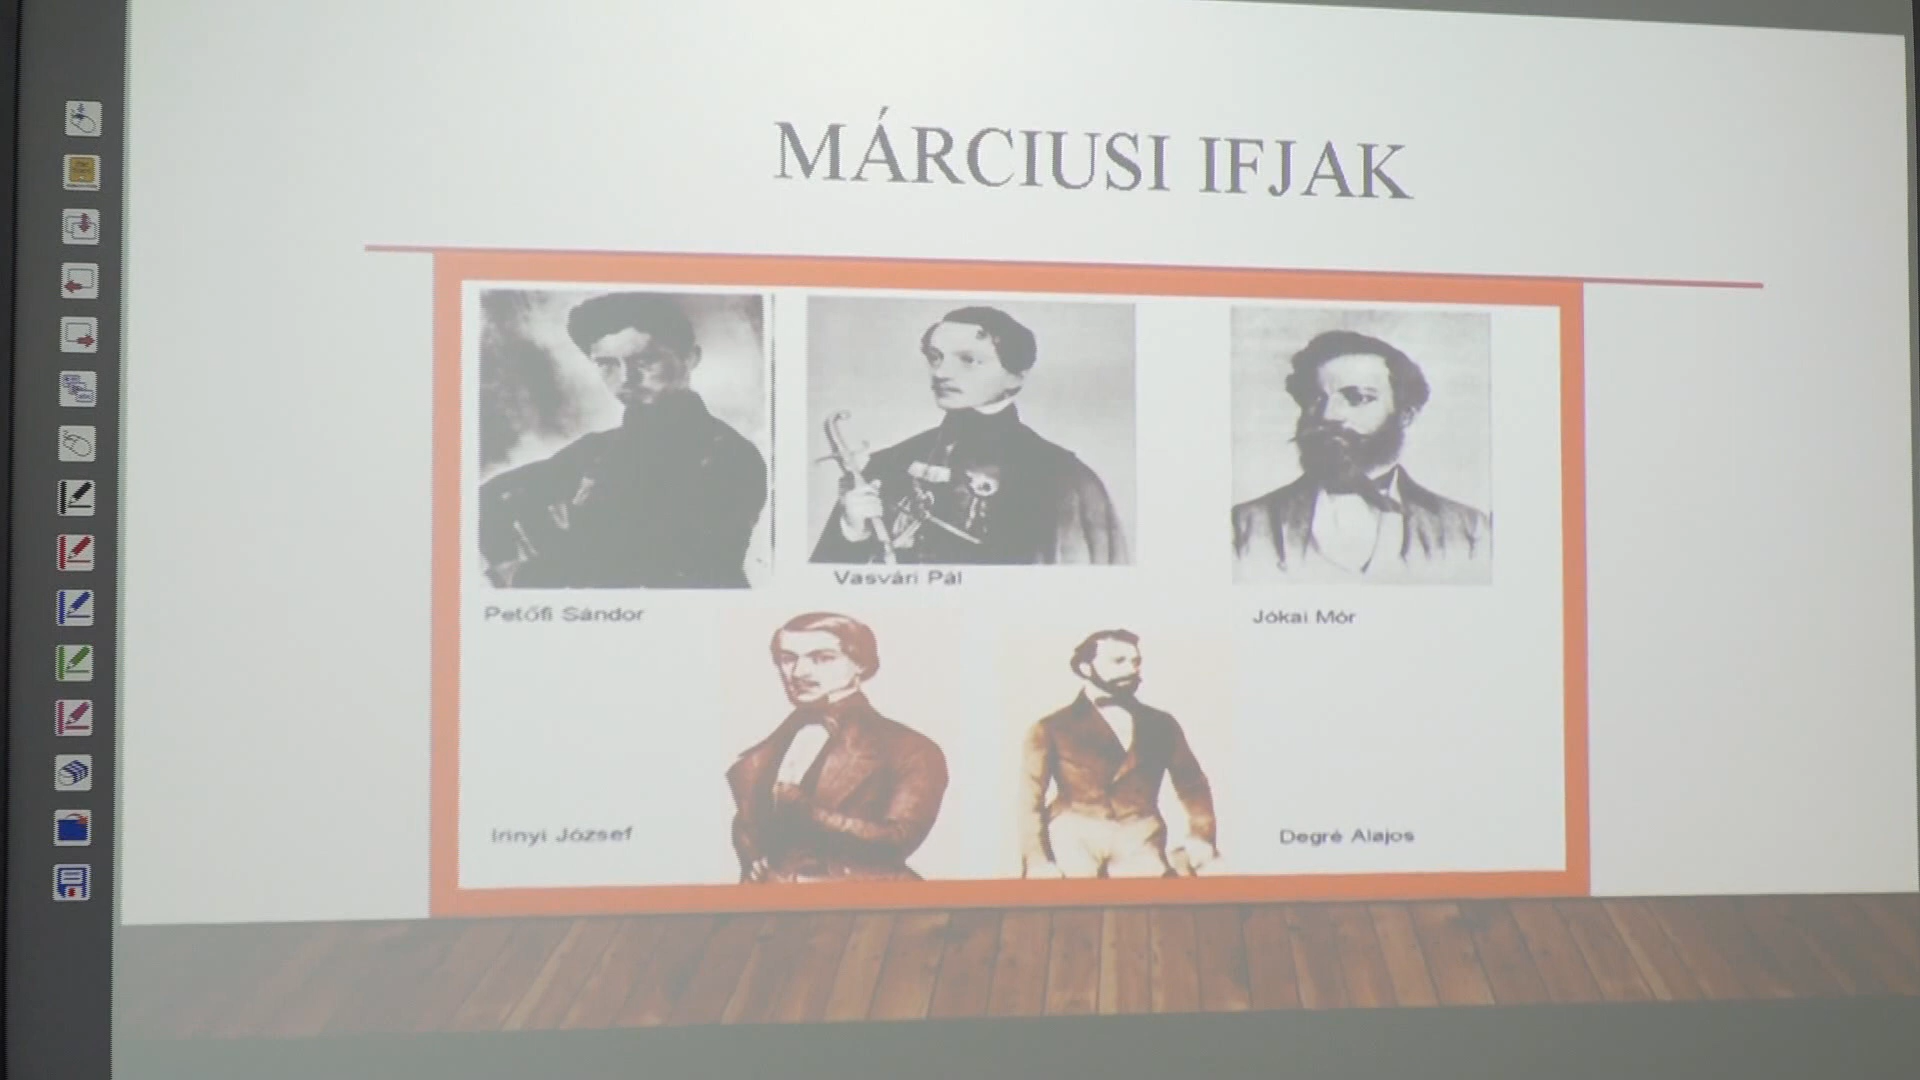 MÁRCIUSI IFJAK
Vasvári Pál
Petőfi Sándor
Jókai Mór
Irinyi József
Degré Alajos